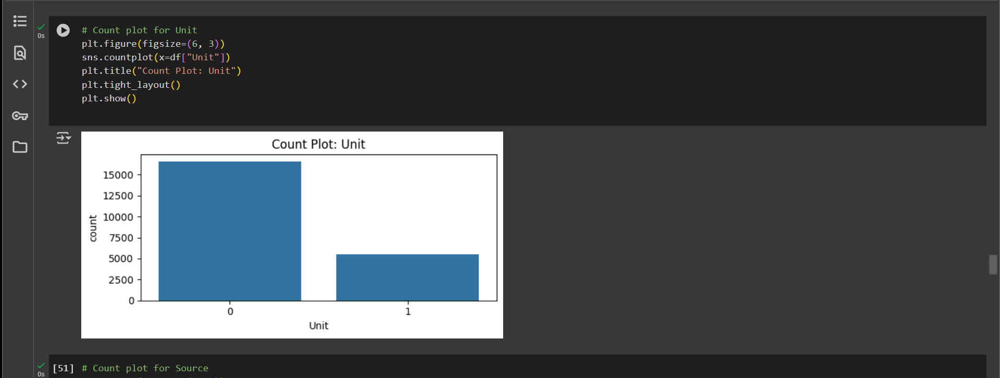 0s
# Count plot for Unit
plt.figure(figsize=(6, 3))
sns.countplot(x=df["Unit"])
plt.title("Count Plot: Unit")
plt.tight_layout()
plt.show()
Count Plot: Unit
15000
12500
10000
7500
5000
2500
0
count
0 1
Unit
0s
[51] # Count plot for Source